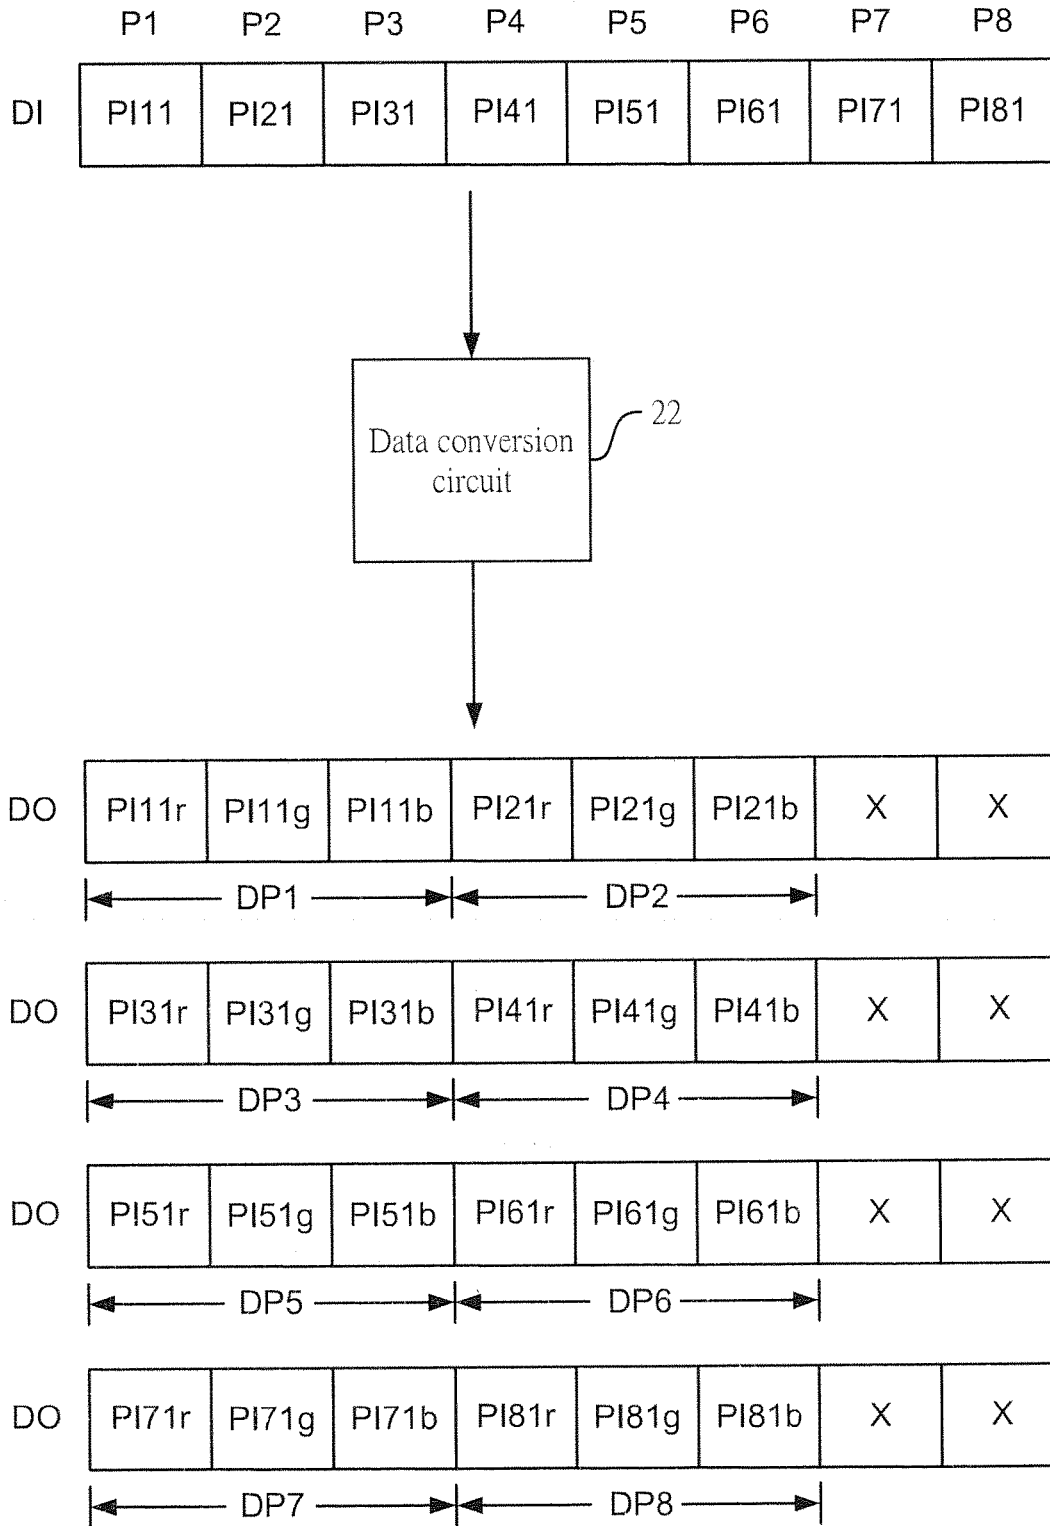 P1 P2 P3 P4 P5 P6 P7 P8
DI PI11 PI21 PI31 PI41 PI51 PI61 PI71 PI81
Data conversion
circuit
22
DO PI11r PI11g PI11b PI21r PI21g PI21b X X
DP1 DP2
DO PI31r PI31g PI31b PI41r PI41g PI41b X X
DP3 DP4
DO PI51r PI51g PI51b PI61r PI61g PI61b X X
DP5 DP6
DO PI71r PI71g PI71b PI81r PI81g PI81b X X
DP7 DP8